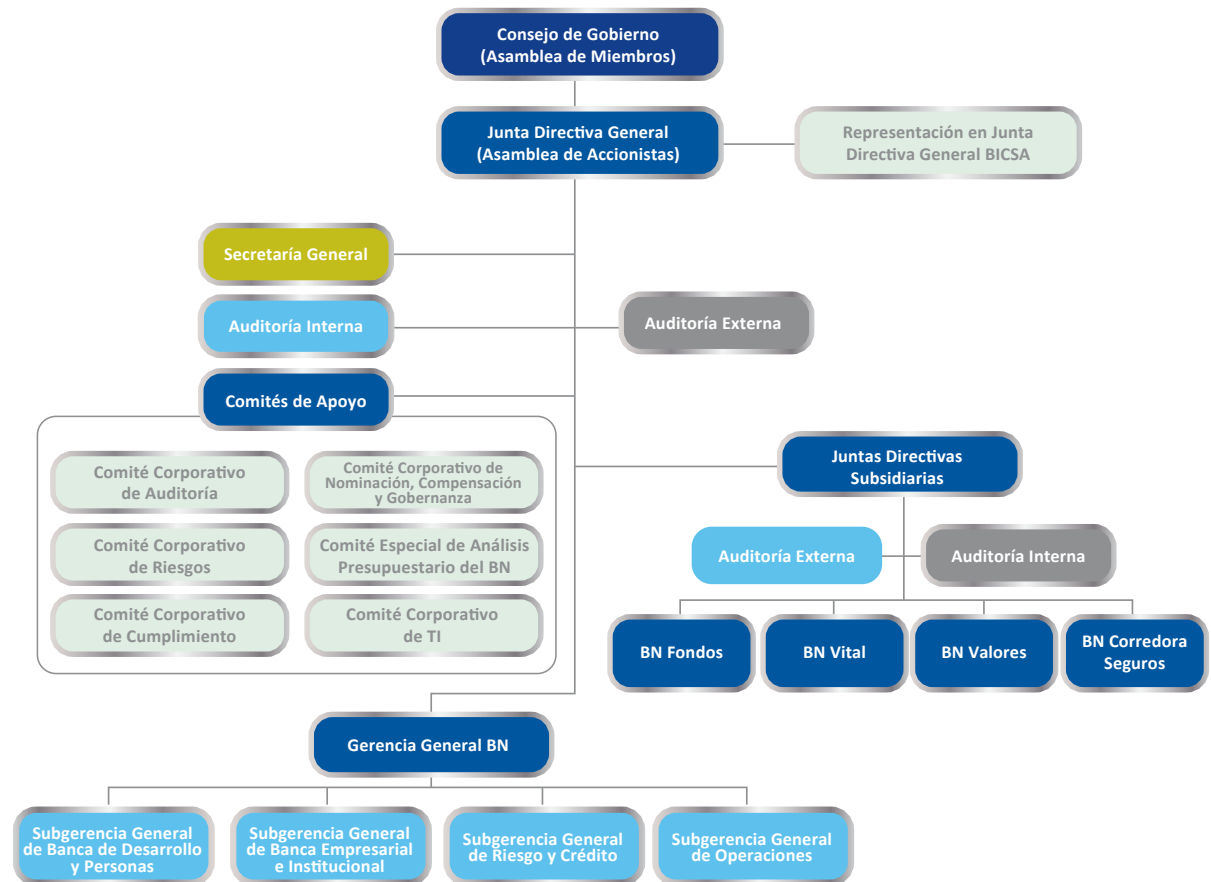 Consejo de Gobierno
(Asamblea de Miembros)
Junta Directiva General
(Asamblea de Accionistas)
Representación en Junta
Directiva General BICSA
Secretaría General
Auditoría Interna
Auditoría Externa
Comités de Apoyo
Comité Corporativo
de Auditoría
Comité Corporativo de
Nominación, Compensación
y Gobernanza
Comité Corporativo
de Riesgos
Comité Especial de Análisis
Presupuestario del BN
Comité Corporativo
de Cumplimiento
Comité Corporativo
de TI
Juntas Directivas
Subsidiarias
Auditoría Externa
Auditoría Interna
BN Fondos
BN Vital
BN Valores
BN Corredora
Seguros
Gerencia General BN
Subgerencia General
de Banca de Desarrollo
y Personas
Subgerencia General
de Banca Empresarial
e Institucional
Subgerencia General
de Riesgo y Crédito
Subgerencia General
de Operaciones